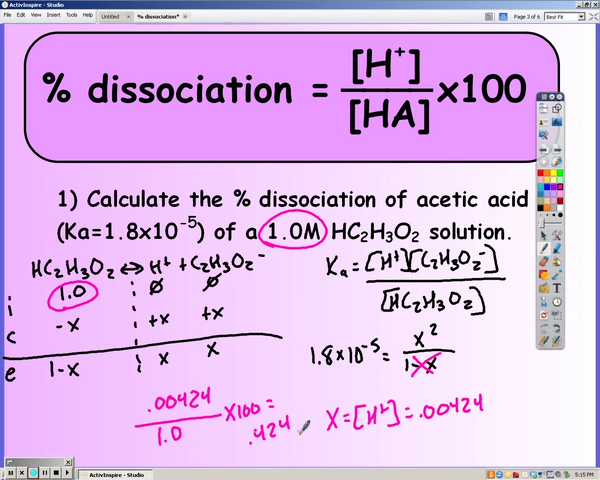 ActivInspire - Studio
File Edit View Insert Tools Help
Untitled
% dissociation*
Page 3 of 6
Best Fit
% dissociation = [H+]/[HA] x100
1) Calculate the % dissociation of acetic acid
(Ka=1.8x10^-5) of a 1.0M HC2H3O2 solution.
HC2H3O2 ↔ H+ + C2H3O2-
i 1.0 ø ø
c -x +x +x
e 1-x x x
Ka = [H+][C2H3O2-]/[HC2H3O2]
1.8x10^-5 = x^2/1-x
.00424/1.0 x100 =
.424
x=[H+]=.00424
Start
ActivInspire - Studio
5:15 PM